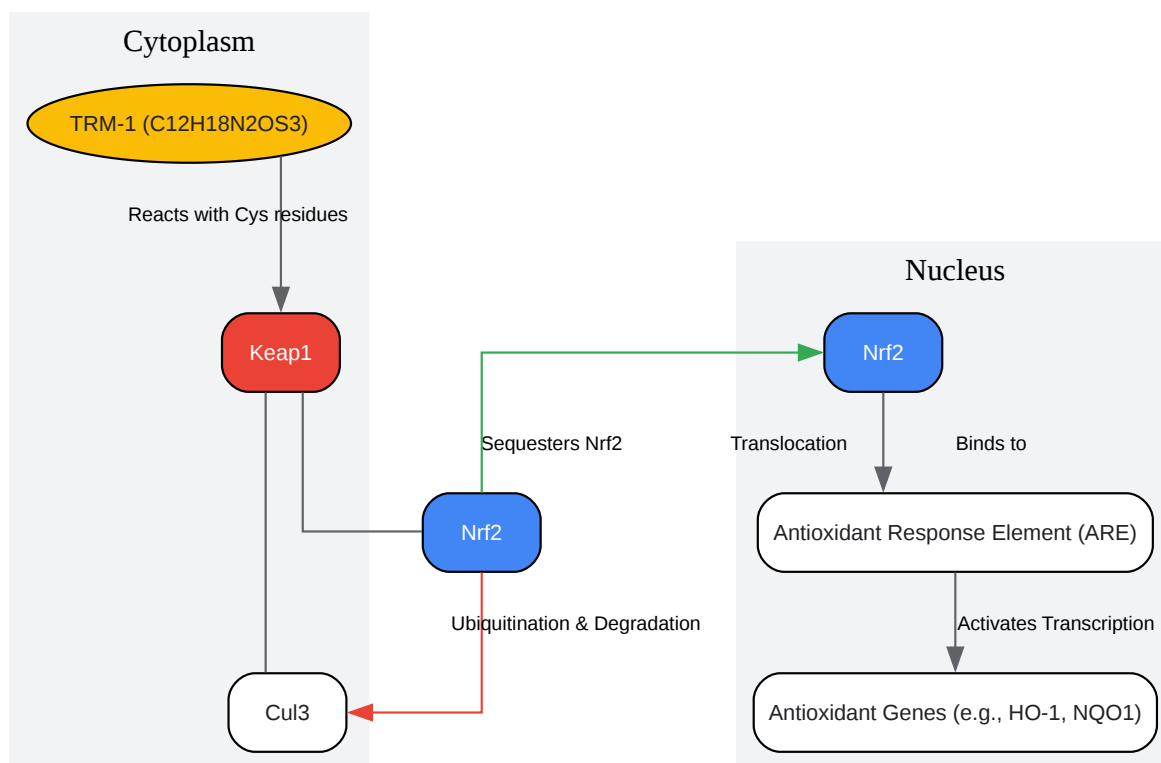 Cytoplasm
TRM-1 (C12H18N2OS3)
Reacts with Cys residues
Nucleus
Keap1
Nrf2
Sequesters Nrf2
Translocation
Binds to
Nrf2
Antioxidant Response Element (ARE)
Ubiquitination & Degradation
Activates Transcription
Cul3
Antioxidant Genes (e.g., HO-1, NQO1)